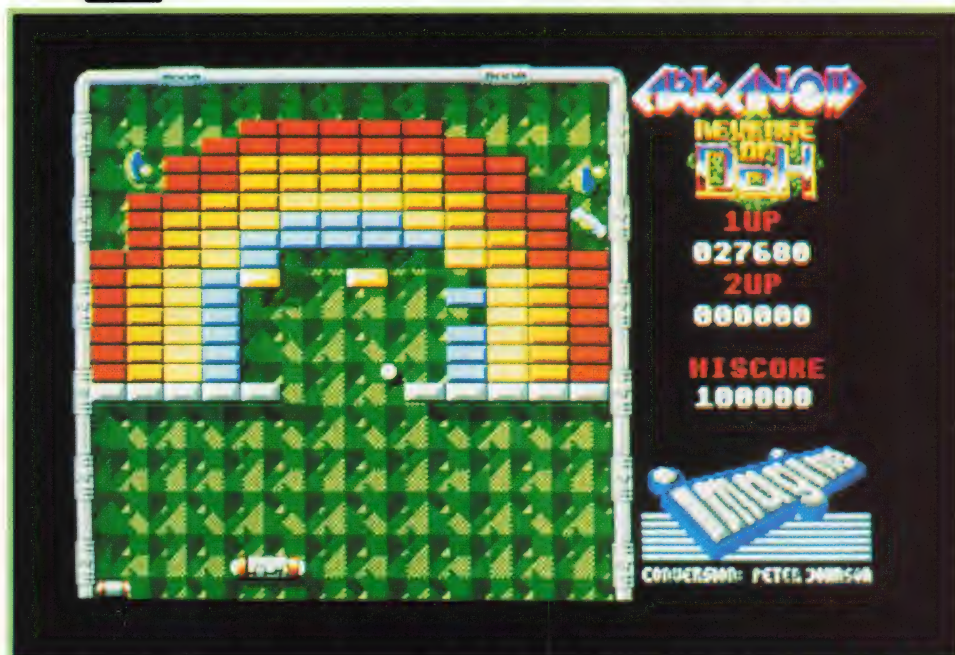 ARKANOID
REVENGE
OF
DOH
1UP
027680
2UP
000000
HISCORE
100000
Imagine
CONVERSION: PETER JOHNSON